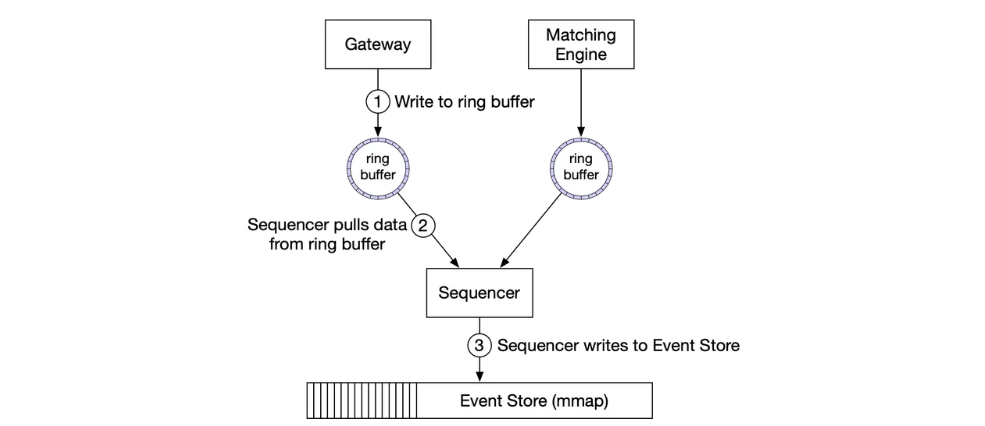 Gateway
Matching
Engine
1
Write to ring buffer
ring
buffer
ring
buffer
Sequencer pulls data
from ring buffer
2
Sequencer
3
Sequencer writes to Event Store
Event Store (mmap)